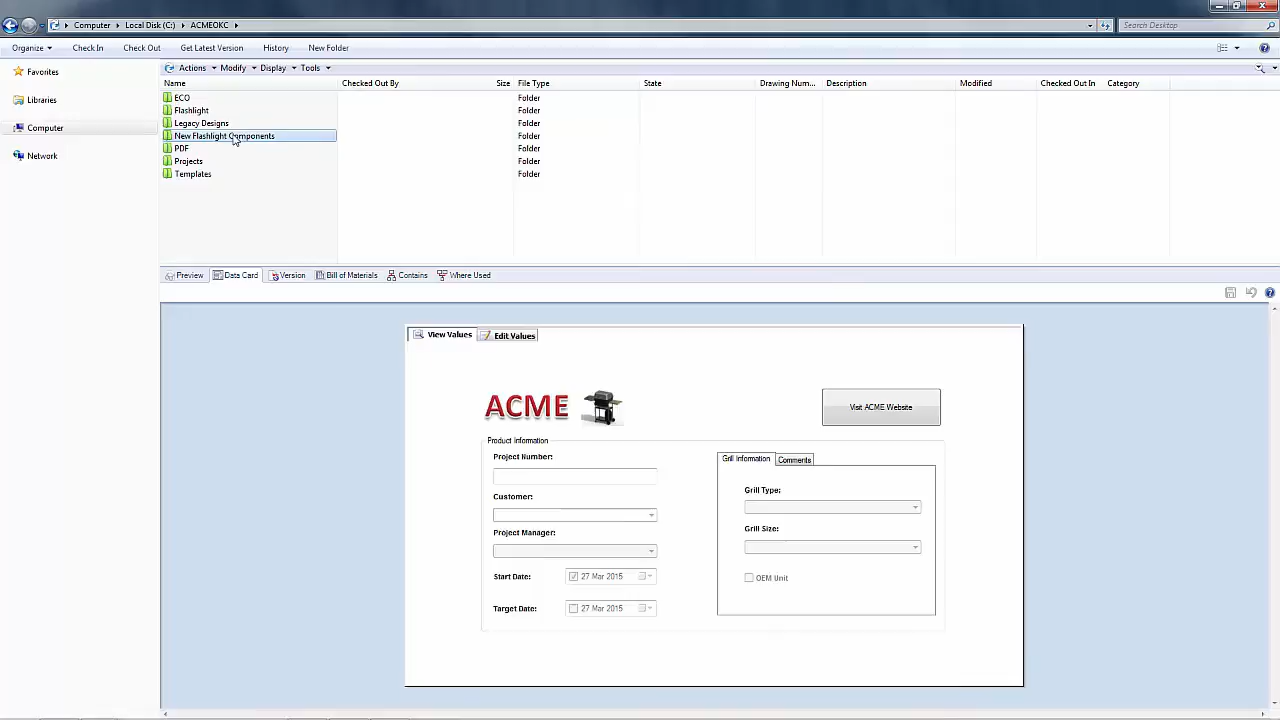 Computer ▸ Local Disk (C:) ▸ ACMEOKC ▸
Search Desktop
Organize Check In Check Out Get Latest Version History New Folder
Favorites
Libraries
Computer
Network
Actions Modify Display Tools
Name Checked Out By Size File Type State Drawing Num... Description Modified Checked Out In Category
ECO Folder
Flashlight Folder
Legacy Designs Folder
New Flashlight Components Folder
PDF Folder
Projects Folder
Templates Folder
Preview Data Card Version Bill of Materials Contains Where Used
View Values Edit Values
ACME
Visit ACME Website
Product Information
Project Number:
Customer:
Project Manager:
Start Date: 27 Mar 2015
Target Date: 27 Mar 2015
Grill Information Comments
Grill Type:
Grill Size:
OEM Unit